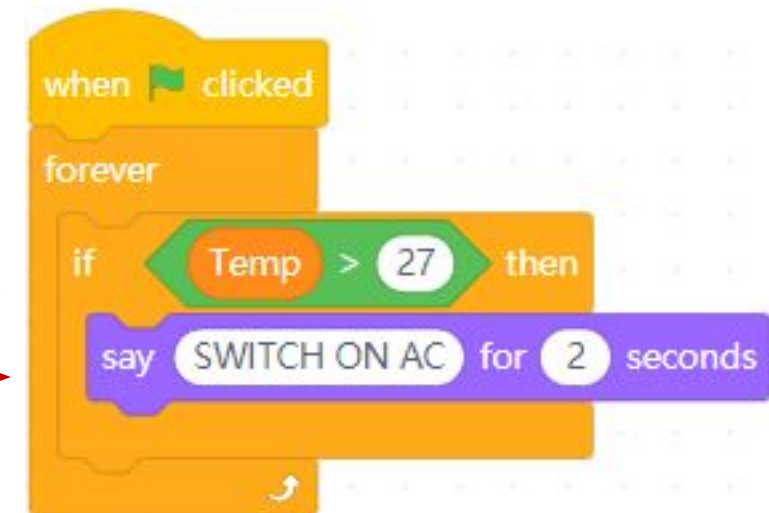 when clicked
forever
if Temp > 27 then
say SWITCH ON AC for 2 seconds